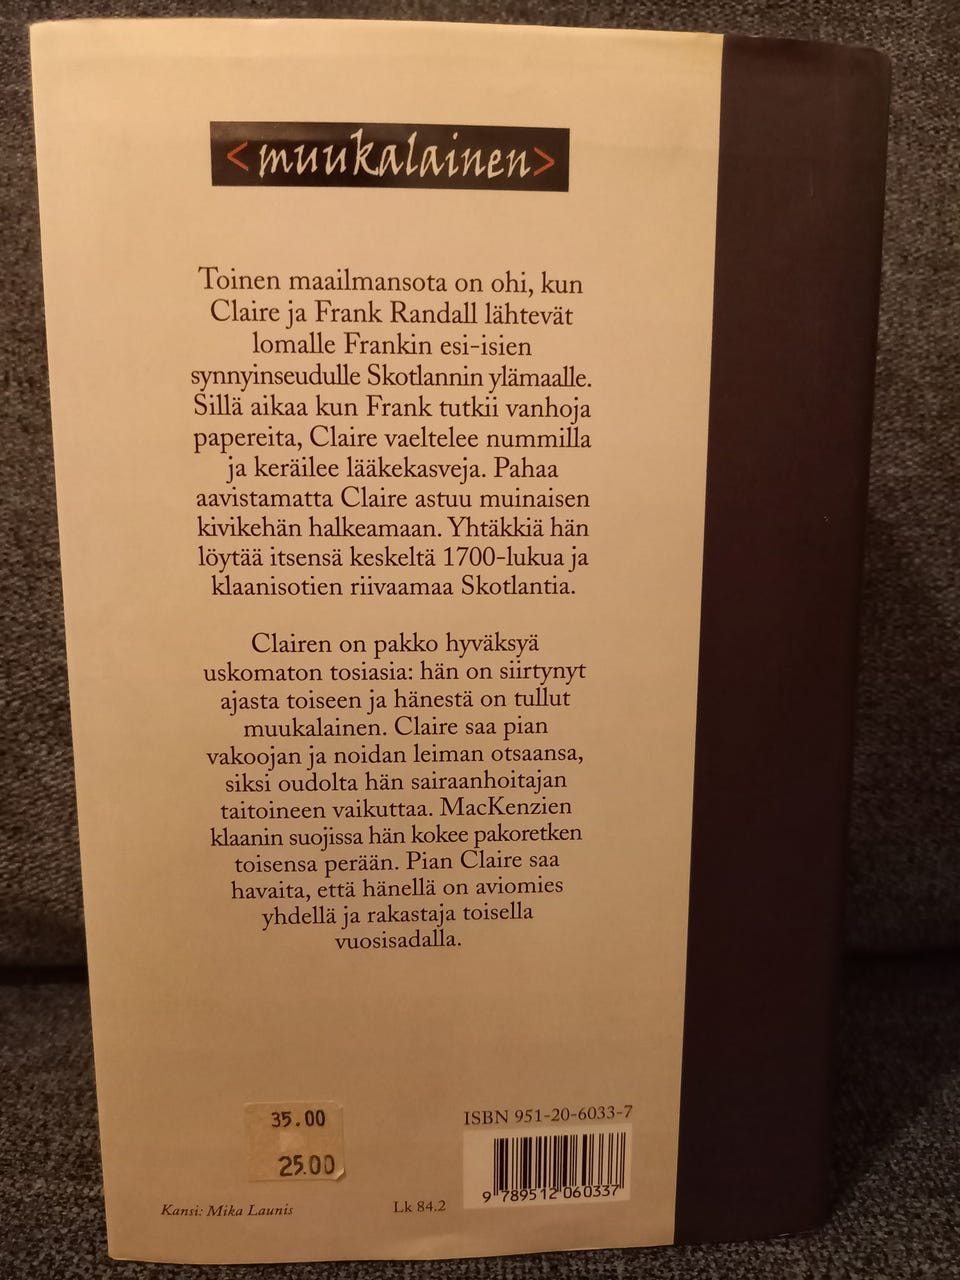 <muukalainen>
Toinen maailmansota on ohi, kun
Claire ja Frank Randall lähtevät
lomalle Frankin esi-isien
synnyinseudulle Skotlannin ylämaalle.
Sillä aikaa kun Frank tutkii vanhoja
papereita, Claire vaeltelee nummilla
ja keräilee lääkekasveja. Pahaa
aavistamatta Claire astuu muinaisen
kivikehän halkeamaan. Yhtäkkiä hän
löytää itsensä keskeltä 1700-lukua ja
klaanisotien riivaamaa Skotlantia.
Clairen on pakko hyväksyä
uskomaton tosiasia: hän on siirtynyt
ajasta toiseen ja hänestä on tullut
muukalainen. Claire saa pian
vakoojan ja noidan leiman otsaansa,
siksi oudolta hän sairaanhoitajan
taitoineen vaikuttaa. MacKenzien
klaanin suojissa hän kokee pakoretken
toisensa perään. Pian Claire saa
havaita, että hänellä on aviomies
yhdellä ja rakastaja toisella
vuosisadalla.
35.00
25.00
ISBN 951-20-6033-7
9 789512 060337
Kansi: Mika Launis
Lk 84.2